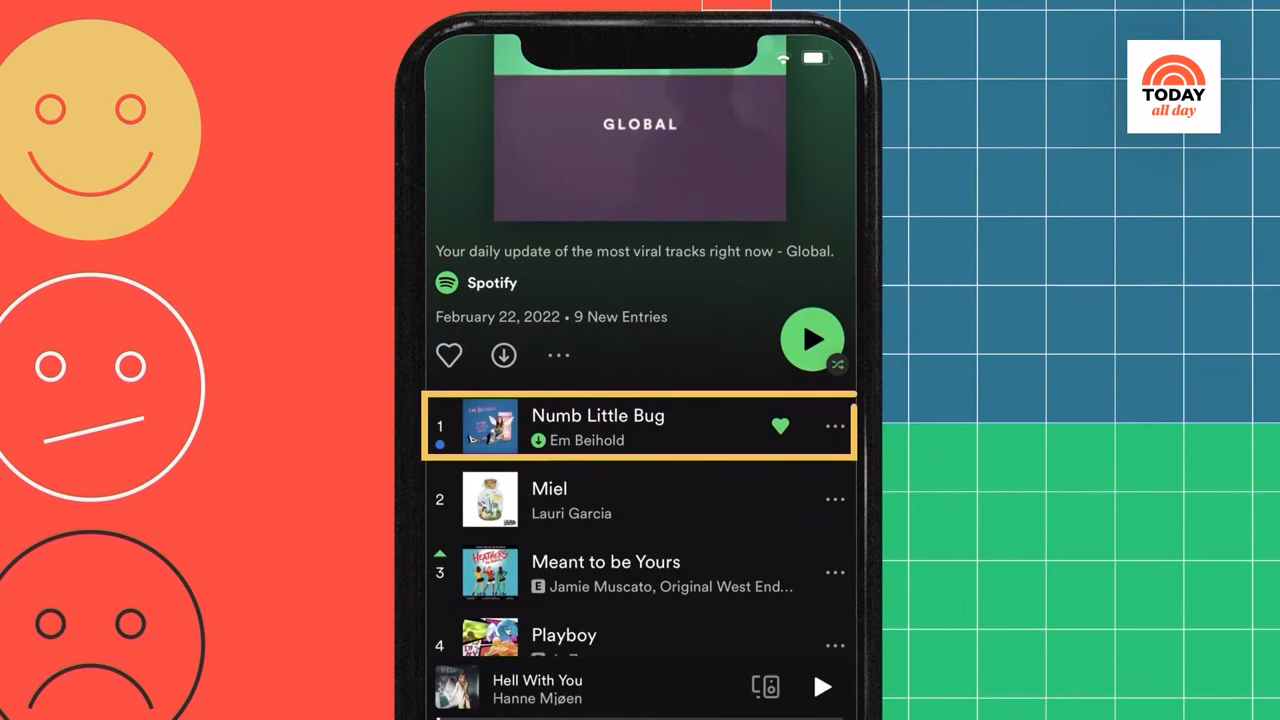 TODAY
all day
GLOBAL
Your daily update of the most viral tracks right now - Global.
Spotify
February 22, 2022 • 9 New Entries
1
Numb Little Bug
Em Beihold
2
Miel
Lauri Garcia
3
Meant to be Yours
E Jamie Muscato, Original West End...
HEATHERS
4
Playboy
Hell With You
Hanne Mjøen